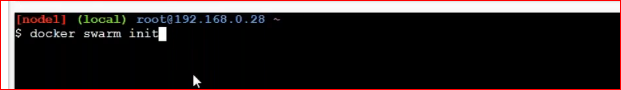 [node1] (local) root@192.168.0.28 ~
$ docker swarm init